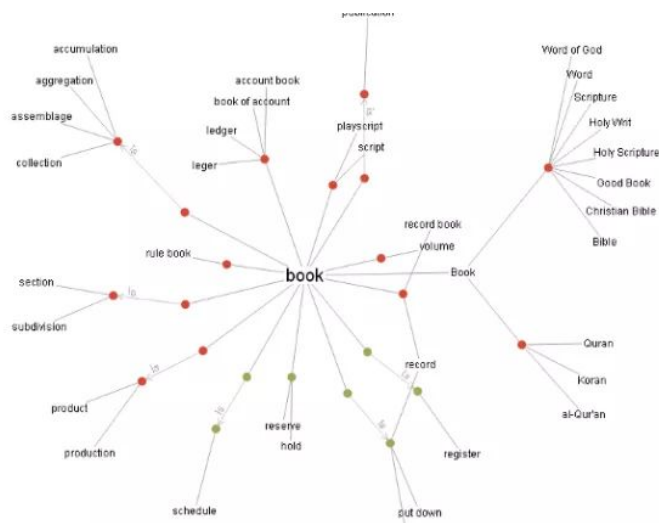 publication
accumulation
Word of God
aggregation
account book
Word
book of account
Scripture
assemblage
playscript
Holy Writ
ledger
script
collection
leger
Holy Scripture
Good Book
Christian Bible
record book
rule book
volume
Bible
book
Book
section
is
subdivision
Quran
record
Koran
product
al-Qur'an
reserve
production
hold
register
schedule
put down